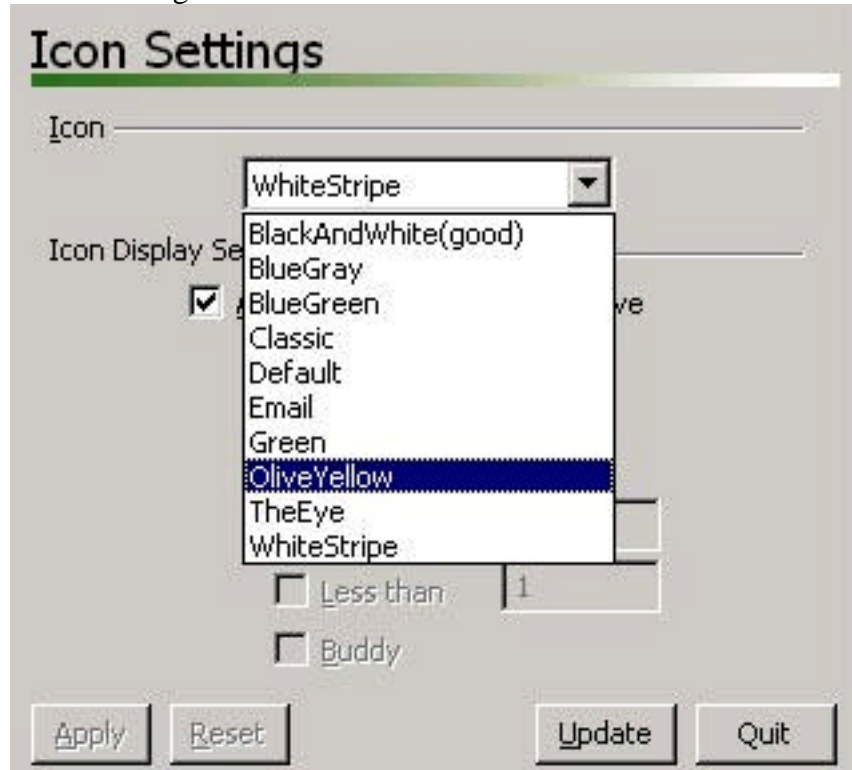 Icon Settings
Icon
WhiteStripe
BlackAndWhite(good)
Icon Display Se
BlueGray
BlueGreen
ve
Classic
Default
Email
Green
OliveYellow
TheEye
WhiteStripe
Less than 1
Buddy
Apply Reset Update Quit